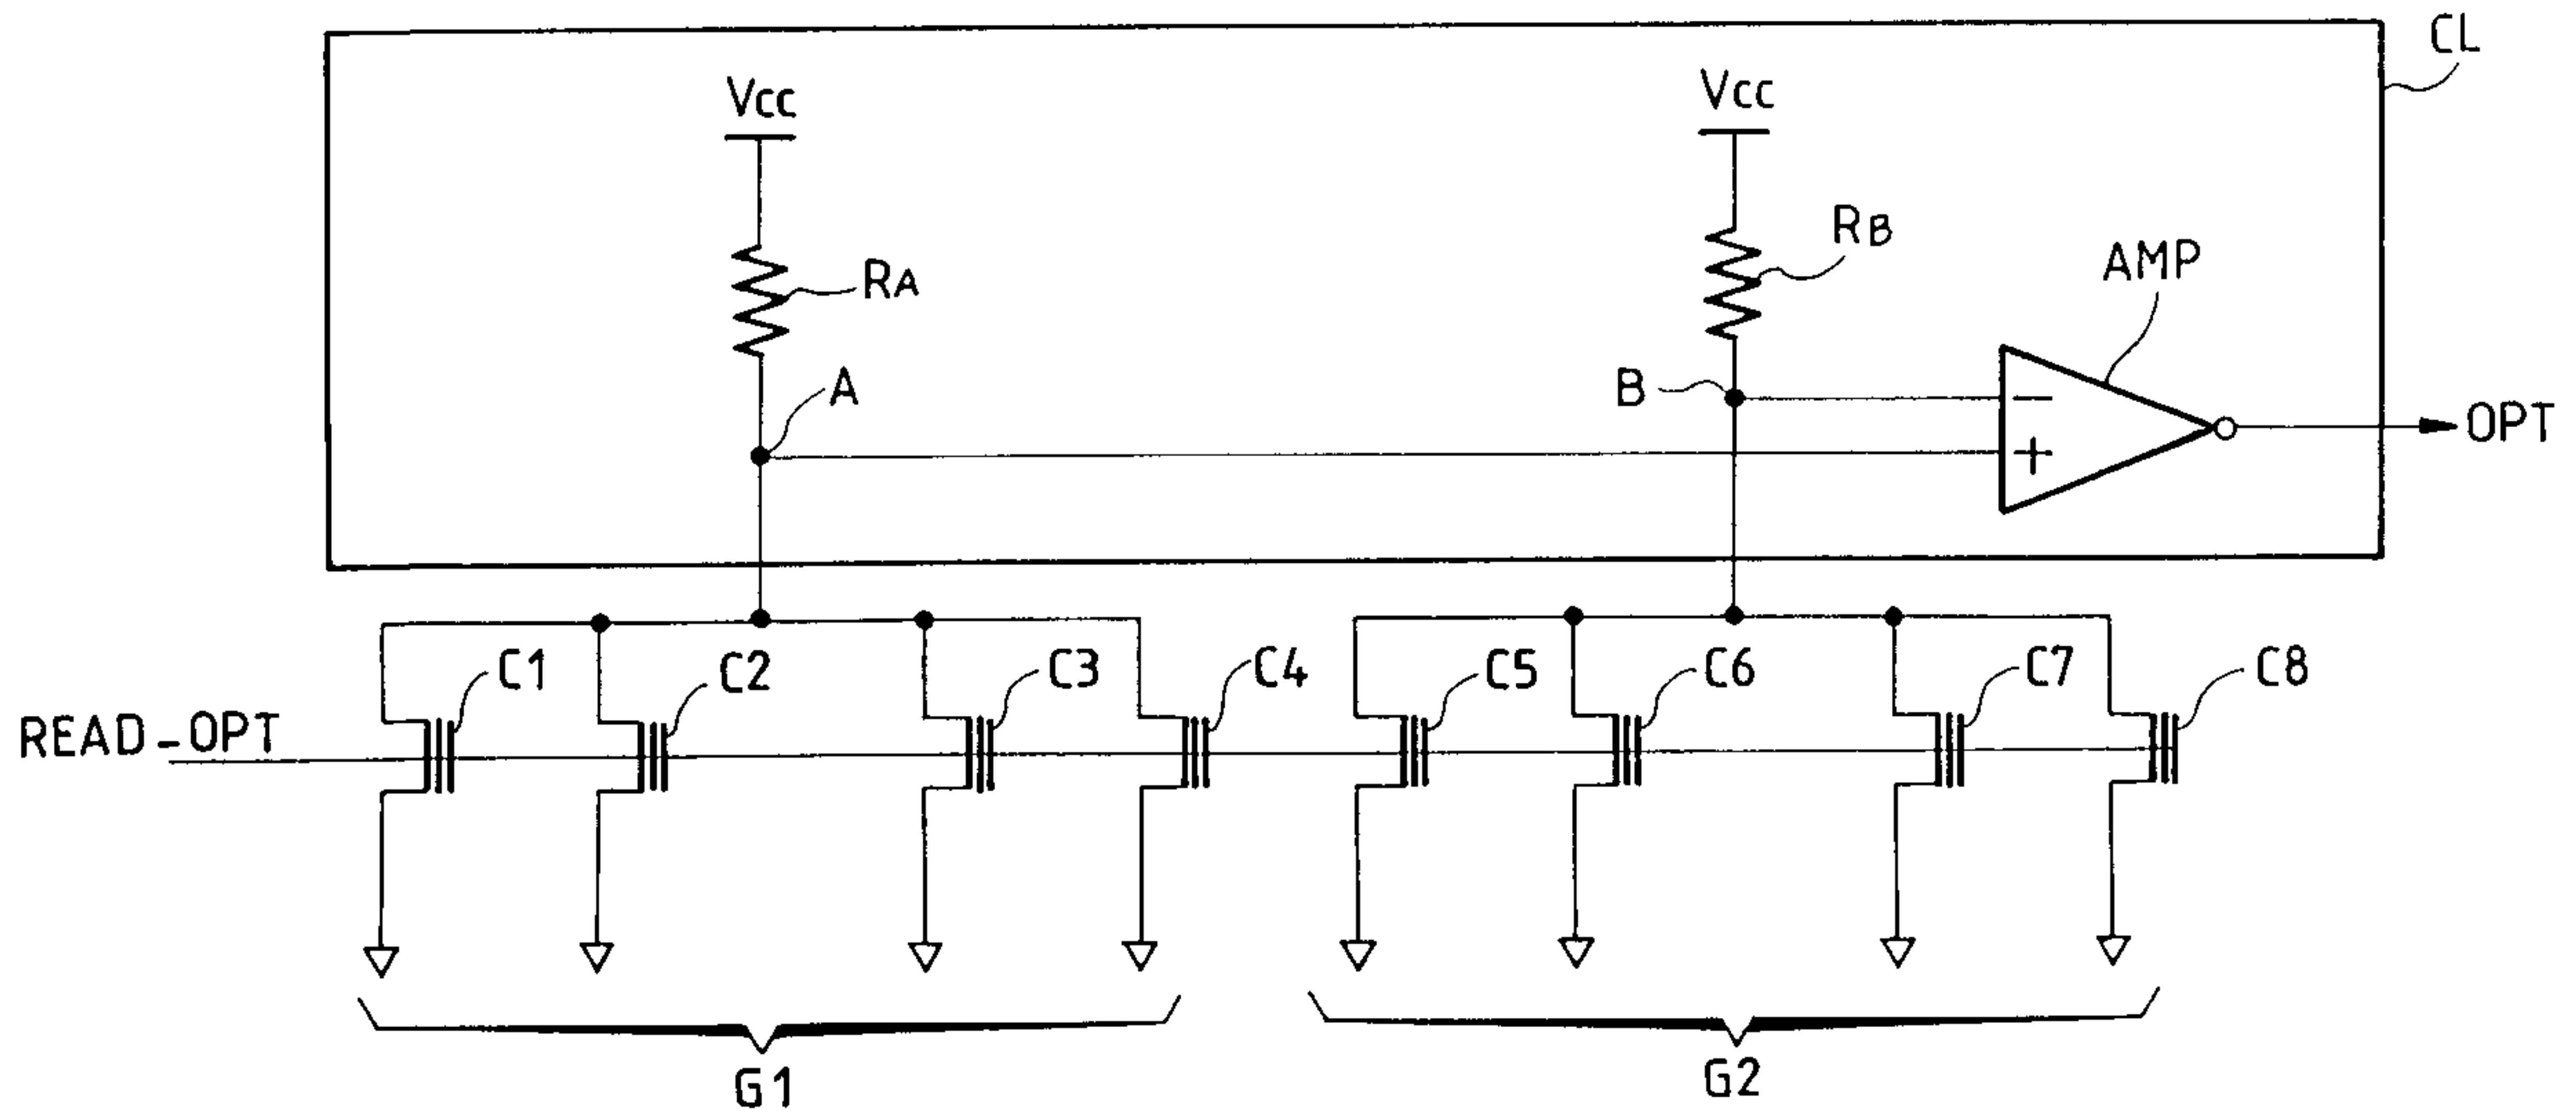 CL
Vcc
Vcc
RA
RB
AMP
A
B
−
+
OPT
C1
C2
C3
C4
C5
C6
C7
C8
READ-OPT
G1
G2